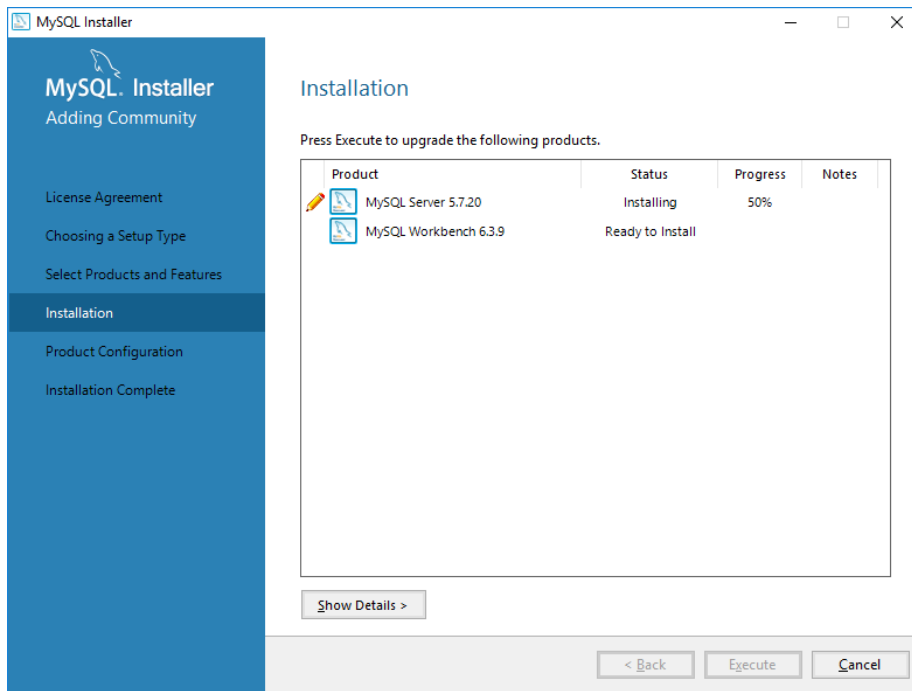 MySQL Installer
MySQL. Installer
Adding Community
License Agreement
Choosing a Setup Type
Select Products and Features
Installation
Product Configuration
Installation Complete
Installation
Press Execute to upgrade the following products.
Product Status Progress Notes
MySQL Server 5.7.20 Installing 50%
MySQL Workbench 6.3.9 Ready to Install
Show Details >
< Back Execute Cancel